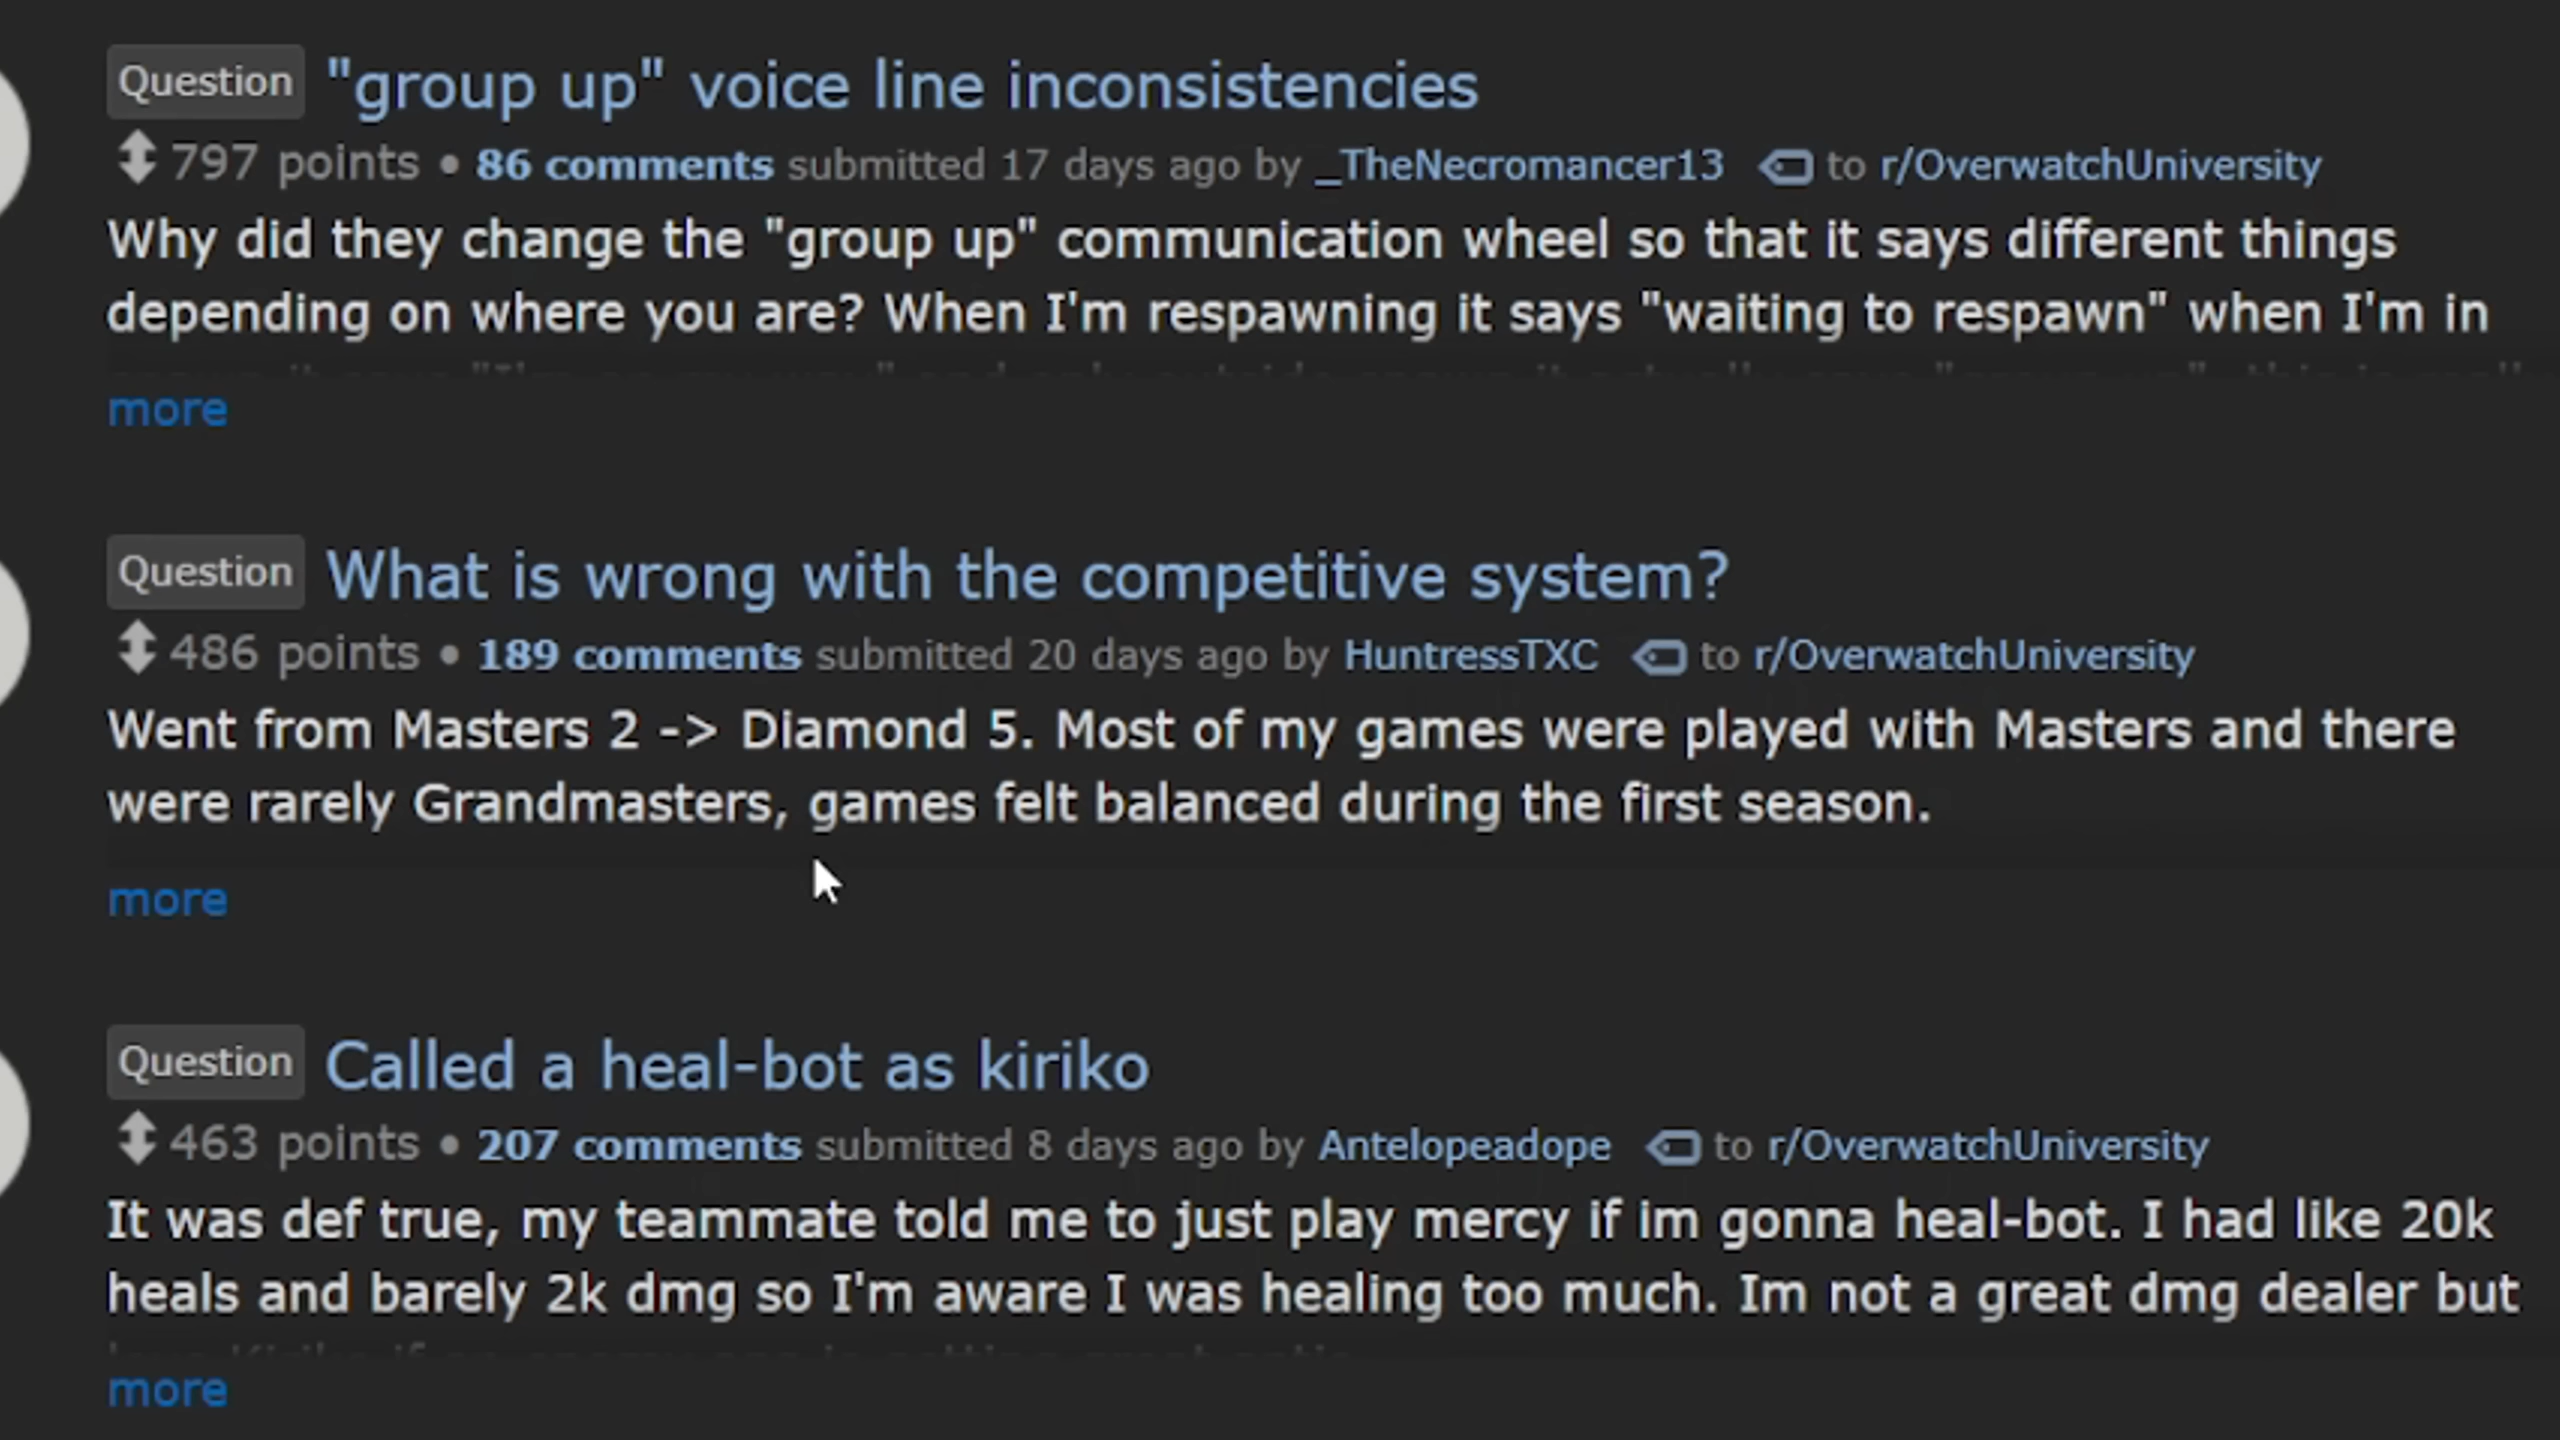 Question "group up" voice line inconsistencies
797 points • 86 comments submitted 17 days ago by _TheNecromancer13 to r/OverwatchUniversity
Why did they change the "group up" communication wheel so that it says different things
depending on where you are? When I'm respawning it says "waiting to respawn" when I'm in
more
Question What is wrong with the competitive system?
486 points • 189 comments submitted 20 days ago by HuntressTXC to r/OverwatchUniversity
Went from Masters 2 -> Diamond 5. Most of my games were played with Masters and there
were rarely Grandmasters, games felt balanced during the first season.
more
Question Called a heal-bot as kiriko
463 points • 207 comments submitted 8 days ago by Antelopeadope to r/OverwatchUniversity
It was def true, my teammate told me to just play mercy if im gonna heal-bot. I had like 20k
heals and barely 2k dmg so I'm aware I was healing too much. Im not a great dmg dealer but
more